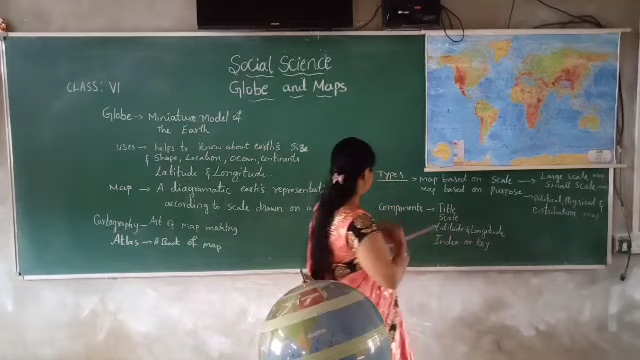 Social Science
CLASS: VI
Globe and Maps
Globe → Miniature Model of
the Earth
uses → helps to know about earth's Size
& Shape, Location, Ocean, continents
Latitude & Longitude.
Map → A diagramatic earth's
according to scale drawn on a
Cartography → Art of map making
Atlas → A Book of map
Types → Map based on Scale → Large Scale map
Small Scale
Map based on purpose → Political, Physical &
map
Components → Title
Scale
Latitude & Longitude
Index or key